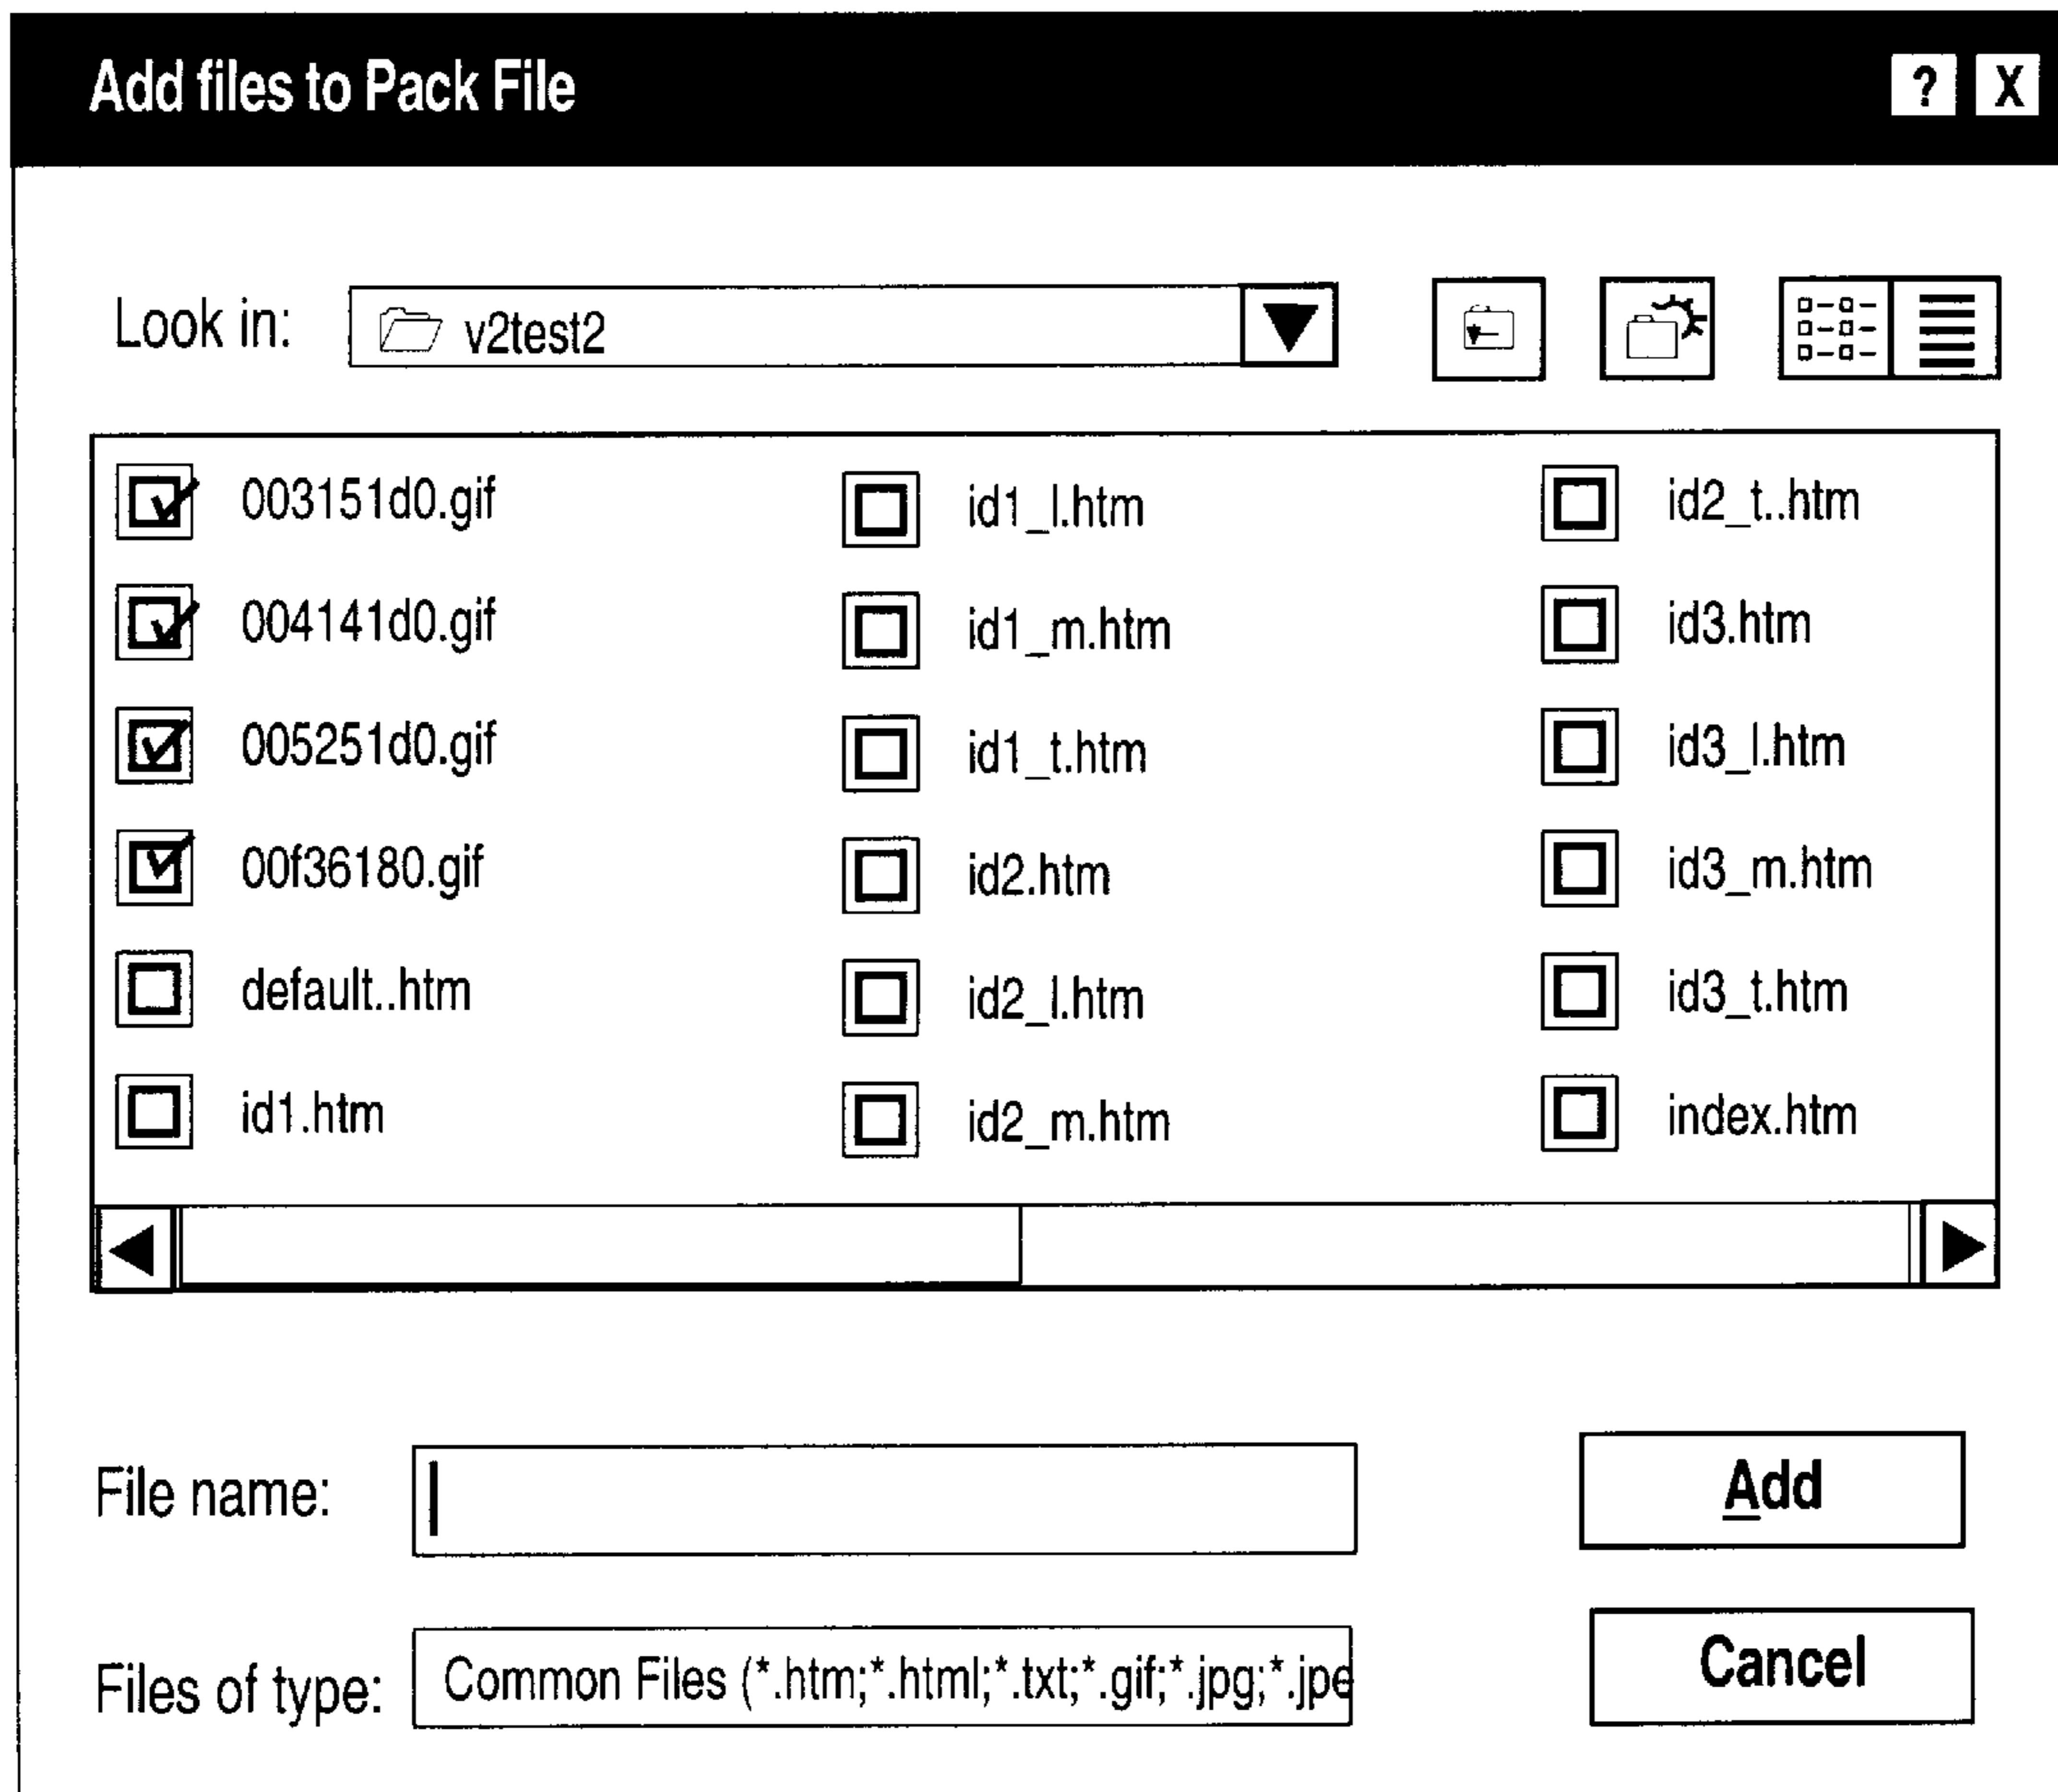 Add files to Pack File ? X
Look in: v2test2
003151d0.gif id1_l.htm id2_t..htm
004141d0.gif id1_m.htm id3.htm
005251d0.gif id1_t.htm id3_l.htm
00f36180.gif id2.htm id3_m.htm
default..htm id2_l.htm id3_t.htm
id1.htm id2_m.htm index.htm
File name: Add
Files of type: Common Files (*.htm;*.html;*.txt;*.gif;*.jpg;*.jpe Cancel